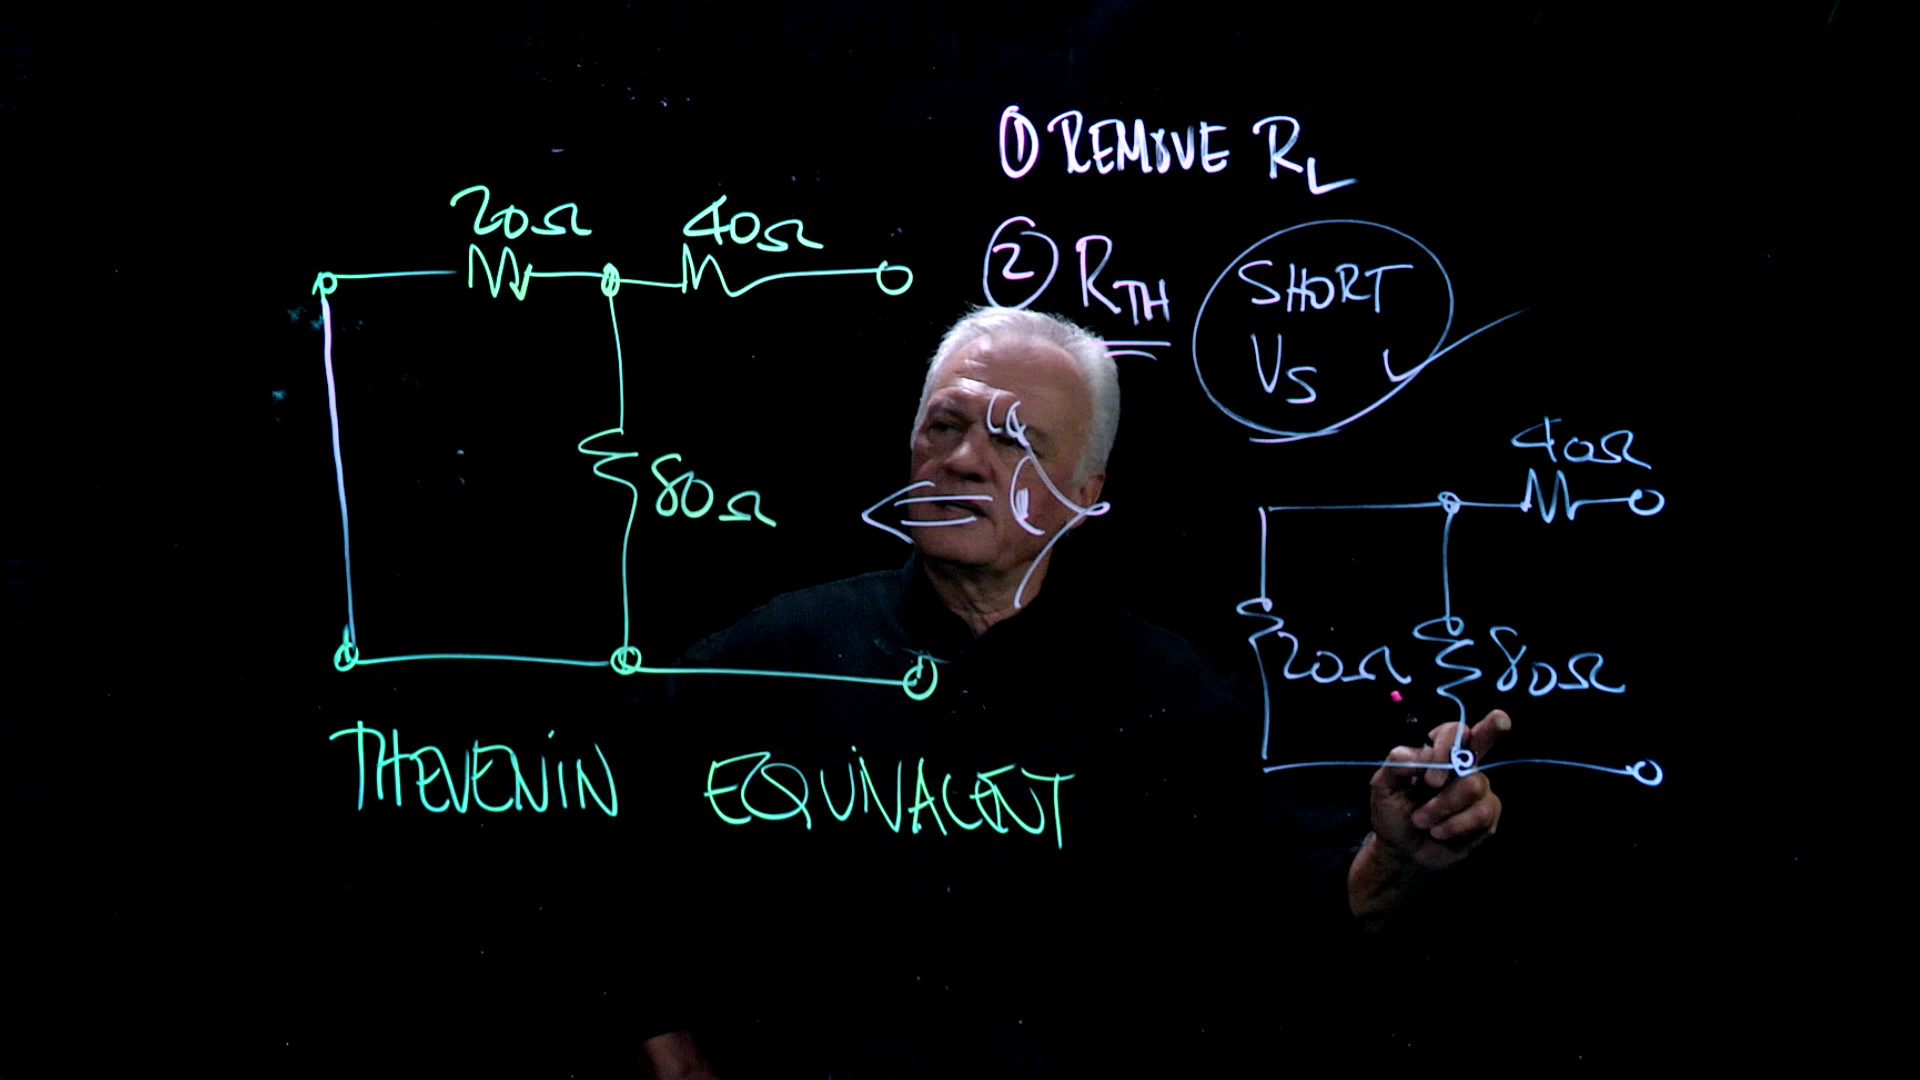 ① REMOVE RL
20Ω 40Ω
② RTH
SHORT
VS ✓
40Ω
80Ω
20Ω 80Ω
THEVENIN EQUIVALENT